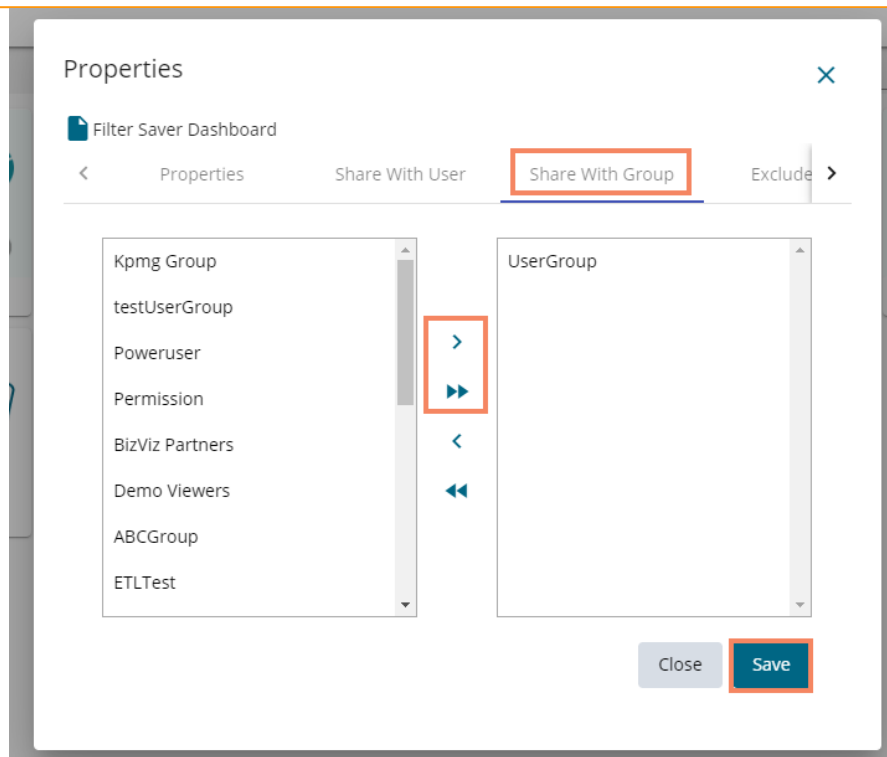 Properties
Filter Saver Dashboard
Properties Share With User Share With Group Exclude
Kpmg Group
testUserGroup
Poweruser
Permission
BizViz Partners
Demo Viewers
ABCGroup
ETLTest
UserGroup
Close Save